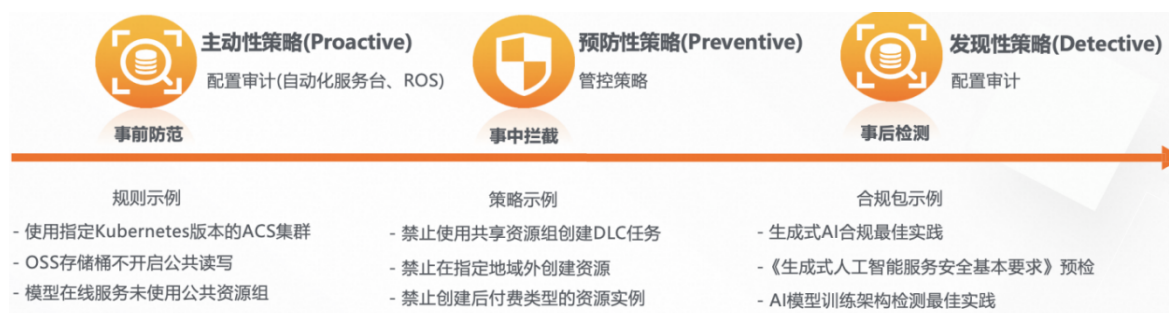 主动性策略(Proactive)
配置审计(自动化服务台、ROS)
事前防范
预防性策略(Preventive)
管控策略
事中拦截
发现性策略(Detective)
配置审计
事后检测
规则示例
- 使用指定Kubernetes版本的ACS集群
- OSS存储桶不开启公共读写
- 模型在线服务未使用公共资源组
策略示例
- 禁止使用共享资源组创建DLC任务
- 禁止在指定地域外创建资源
- 禁止创建后付费类型的资源实例
合规包示例
- 生成式AI合规最佳实践
- 《生成式人工智能服务安全基本要求》预检
- AI模型训练架构检测最佳实践